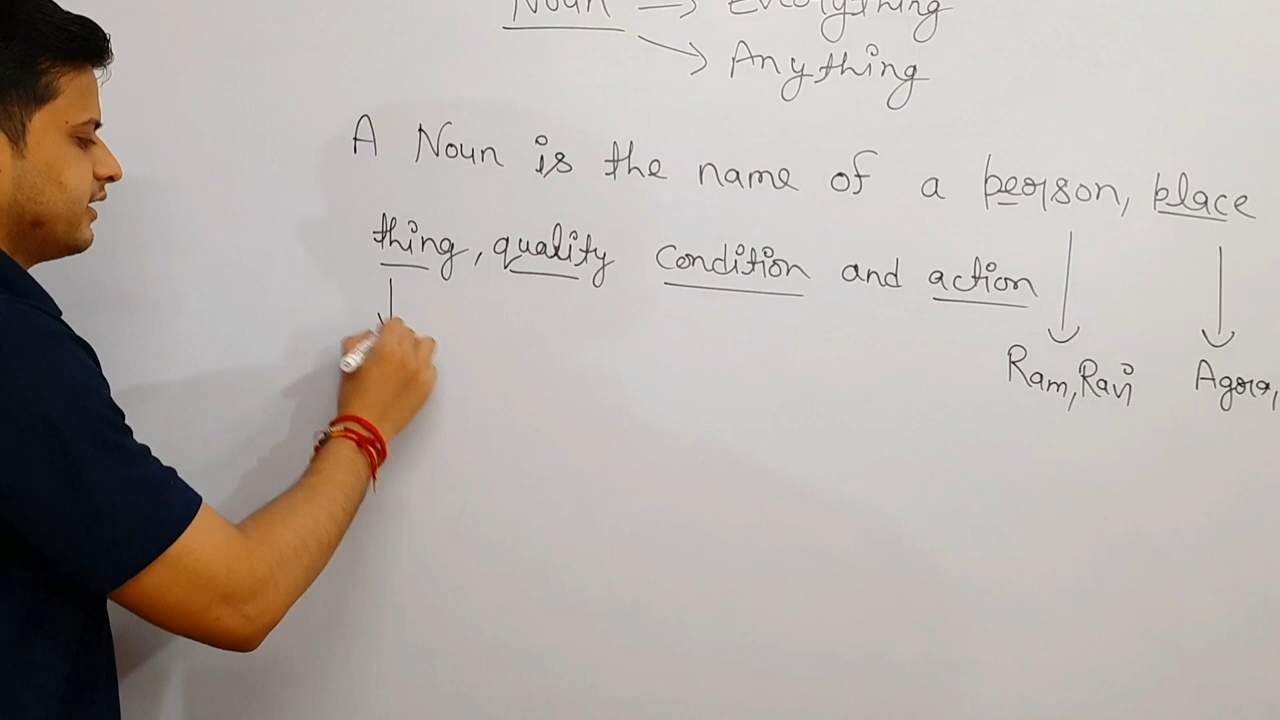 Noun → Everything
→ Anything
A Noun is the name of a person, place
thing, quality condition and action
Ram, Ravi Agra,